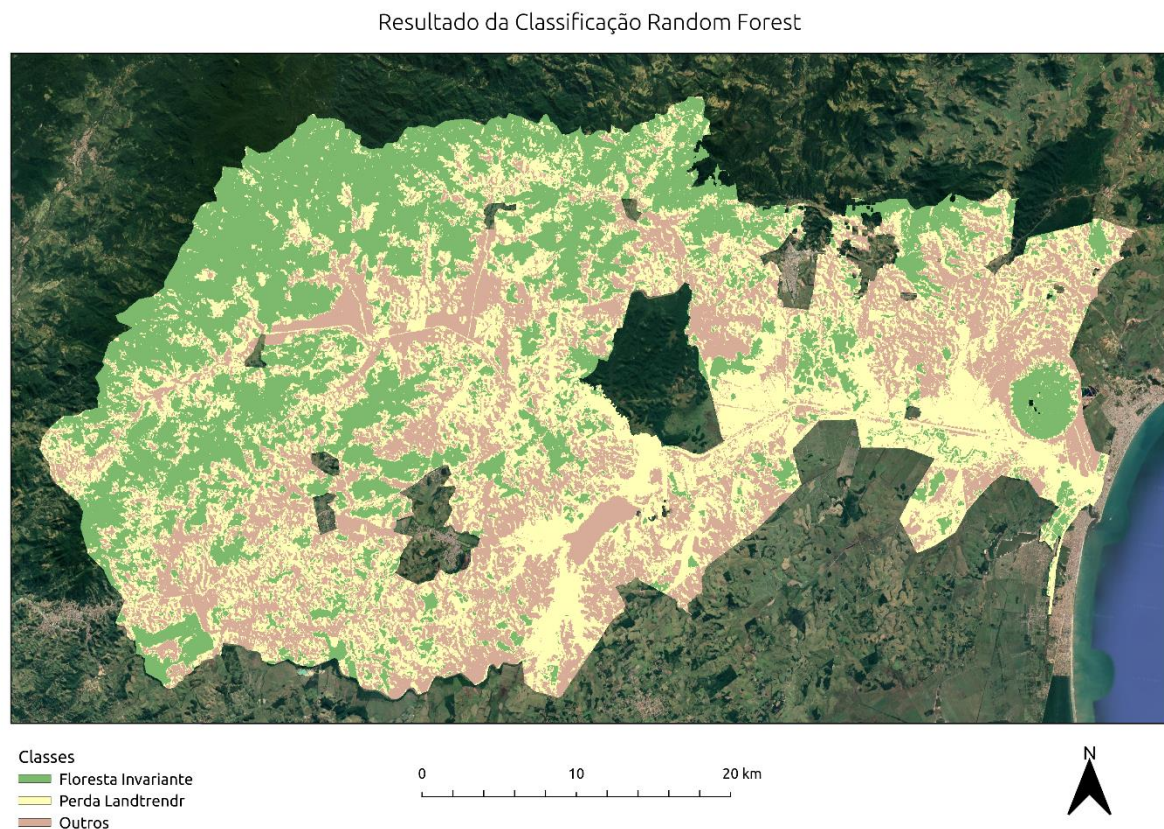 Resultado da Classificação Random Forest
Classes
Floresta Invariante
Perda Landtrendr
Outros
0 10 20 km
N